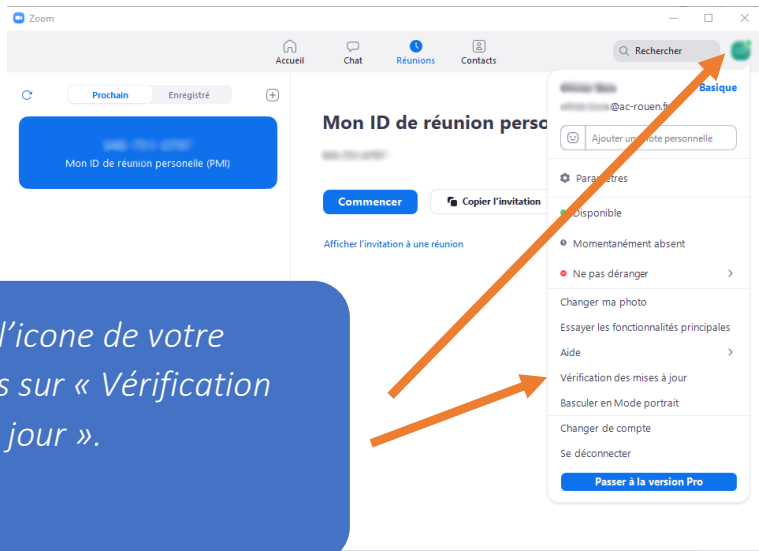 Zoom
Accueil
Chat
Réunions
Contacts
Rechercher
Prochain
Enregistré
Mon ID de réunion personelle (PMI)
Mon ID de réunion perso
Commencer
Copier l'invitation
Afficher l'invitation à une réunion
Basique
@ac-rouen.fr
Ajouter une note personnelle
Paramètres
Disponible
Momentanément absent
Ne pas déranger
Changer ma photo
Essayer les fonctionnalités principales
Aide
Vérification des mises à jour
Basculer en Mode portrait
Changer de compte
Se déconnecter
Passer à la version Pro
l'icone de votre
s sur « Vérification
jour ».